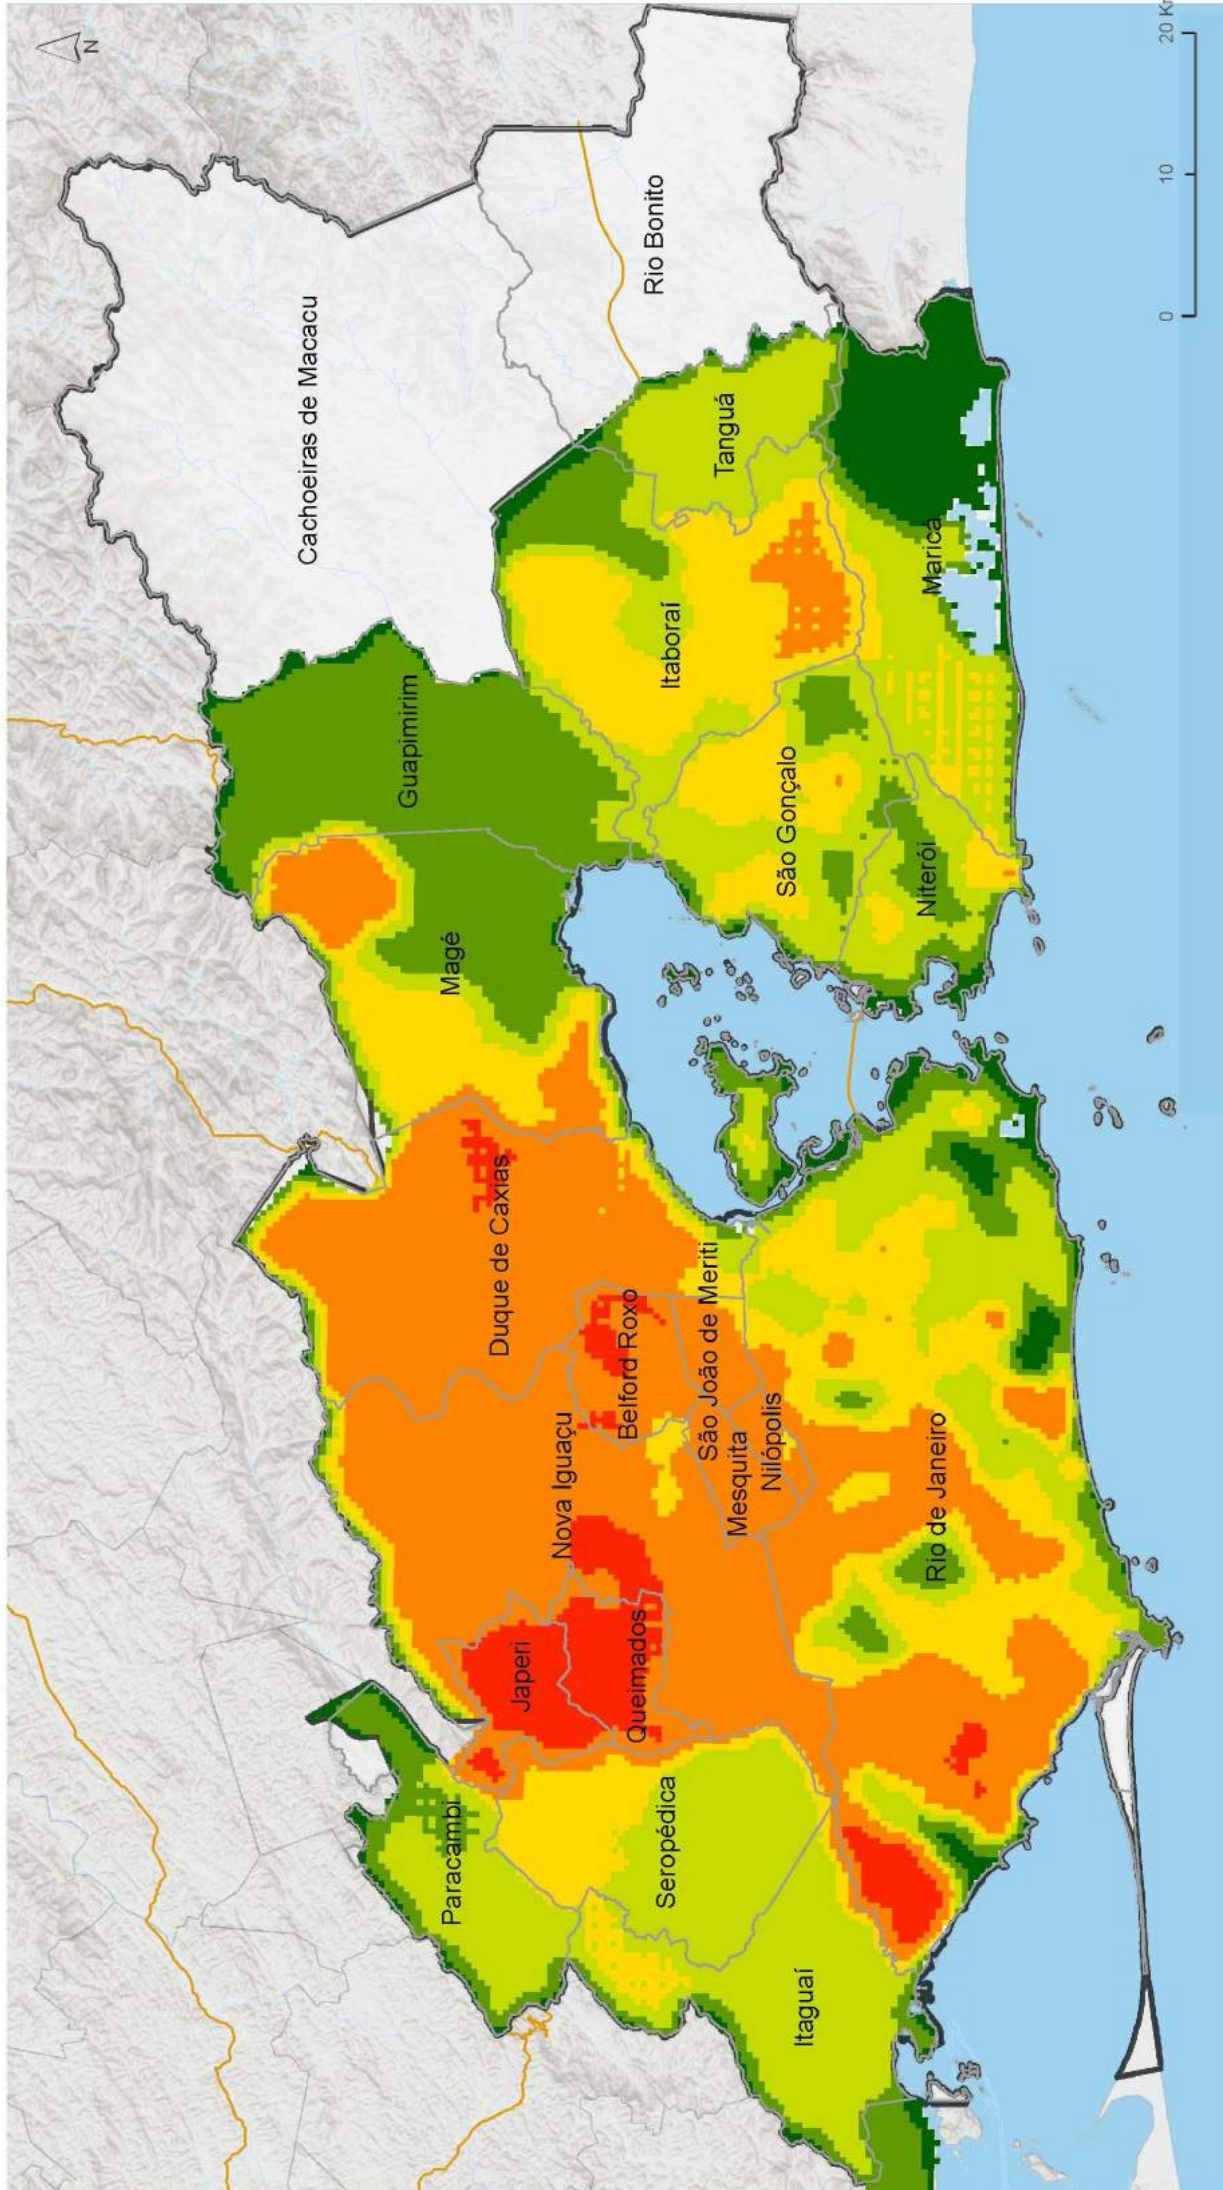 N
Cachoeiras de Macacu
Rio Bonito
Guapimirim
Tanguá
Itaboraí
Maricá
Magé
São Gonçalo
Niterói
Duque de Caxias
Belford Roxo
São João de Meriti
Nova Iguaçu
Mesquita
Nilópolis
Rio de Janeiro
Japeri
Queimados
Paracambi
Seropédica
Itaguaí
0
10
20